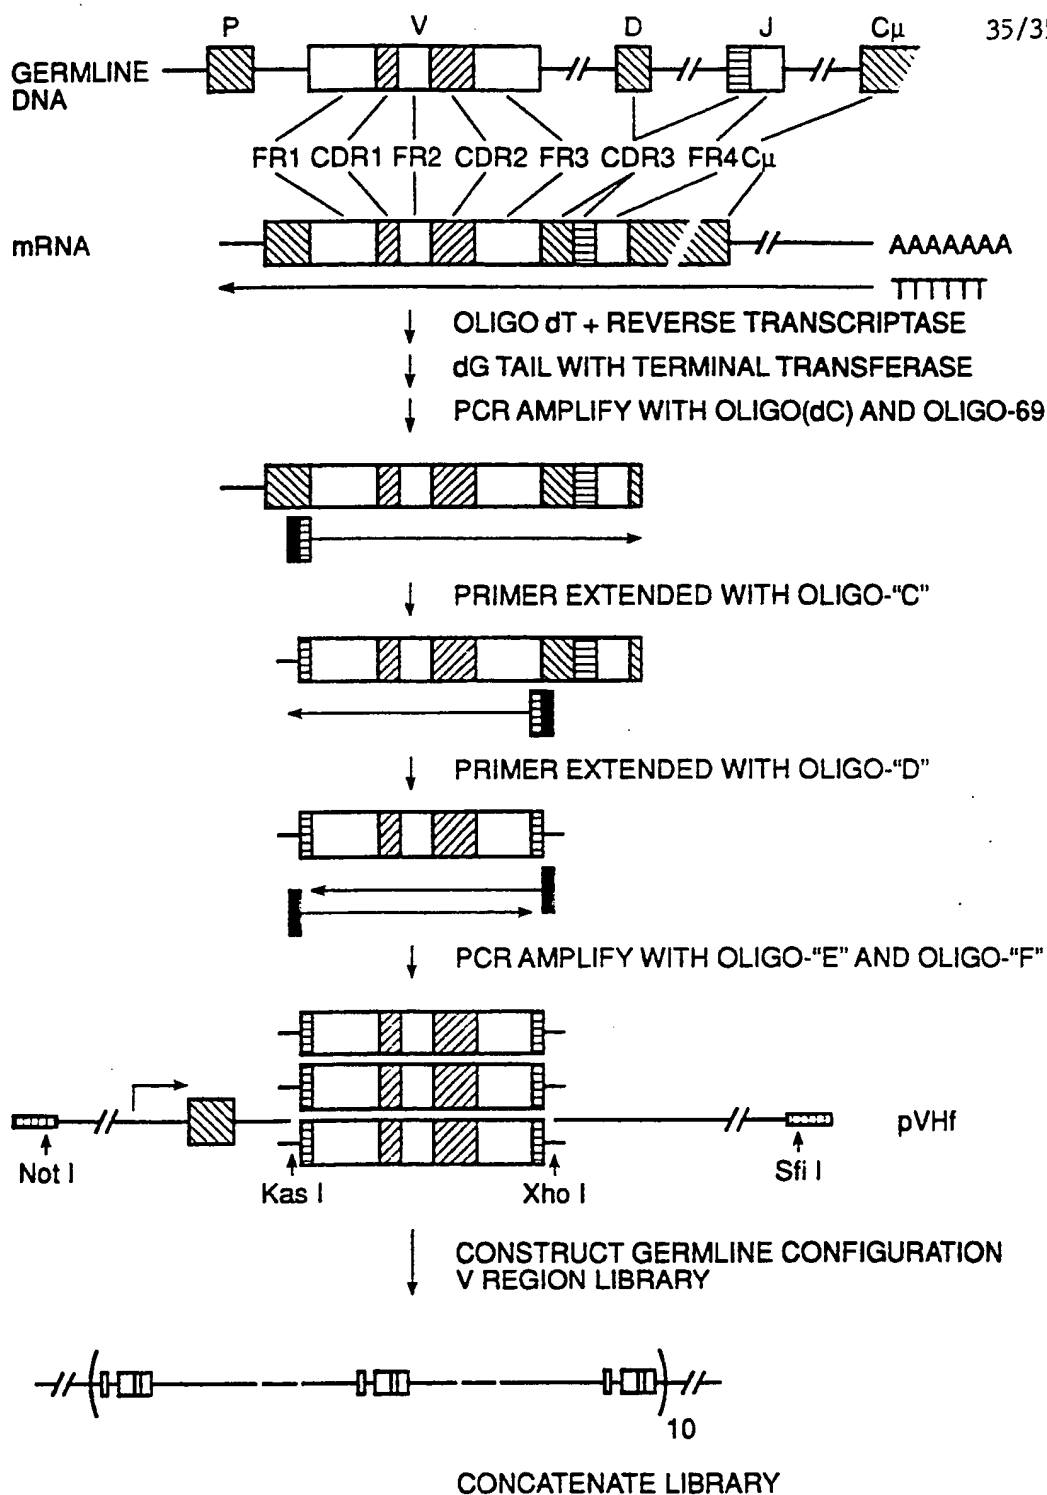 P V D J Cμ 35/35
GERMLINE
DNA
FR1 CDR1 FR2 CDR2 FR3 CDR3 FR4 Cμ
mRNA AAAAAAA
TTTTTT
OLIGO dT + REVERSE TRANSCRIPTASE
dG TAIL WITH TERMINAL TRANSFERASE
PCR AMPLIFY WITH OLIGO(dC) AND OLIGO-69
PRIMER EXTENDED WITH OLIGO-“C”
PRIMER EXTENDED WITH OLIGO-“D”
PCR AMPLIFY WITH OLIGO-“E” AND OLIGO-“F”
pVHf
Not I Sfi I
Kas I Xho I
CONSTRUCT GERMLINE CONFIGURATION
V REGION LIBRARY
10
CONCATENATE LIBRARY